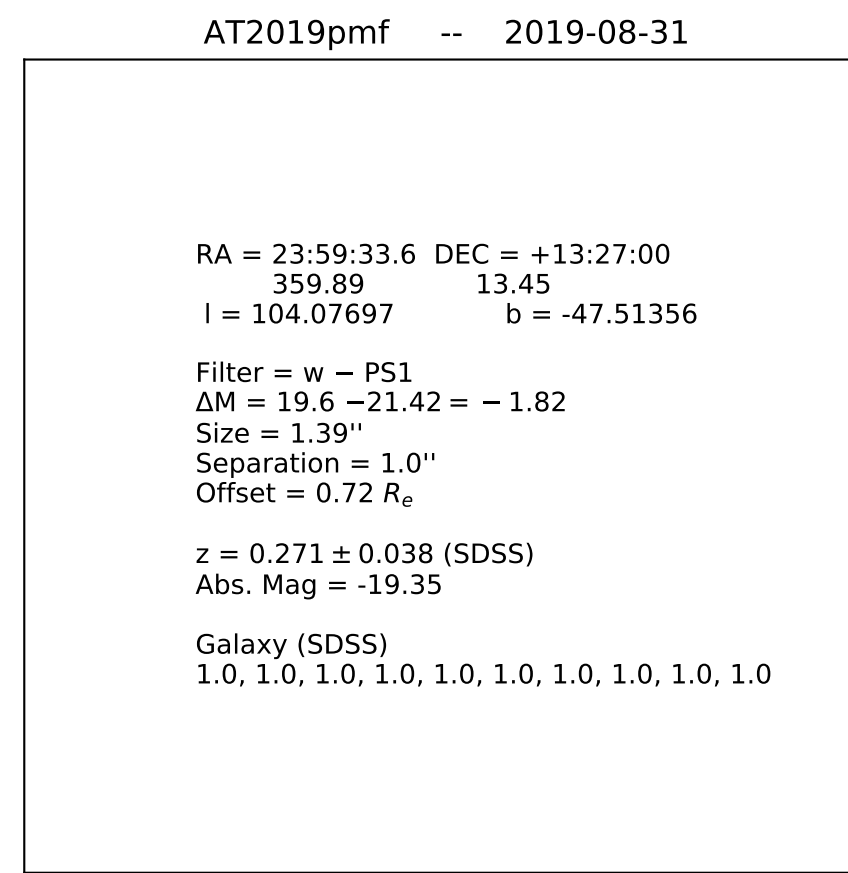 AT2019pmf -- 2019-08-31
RA = 23:59:33.6 DEC = +13:27:00
359.89 13.45
l = 104.07697 b = -47.51356
Filter = w − PS1
ΔM = 19.6 −21.42 = − 1.82
Size = 1.39''
Separation = 1.0''
Offset = 0.72 Re
z = 0.271 ± 0.038 (SDSS)
Abs. Mag = -19.35
Galaxy (SDSS)
1.0, 1.0, 1.0, 1.0, 1.0, 1.0, 1.0, 1.0, 1.0, 1.0